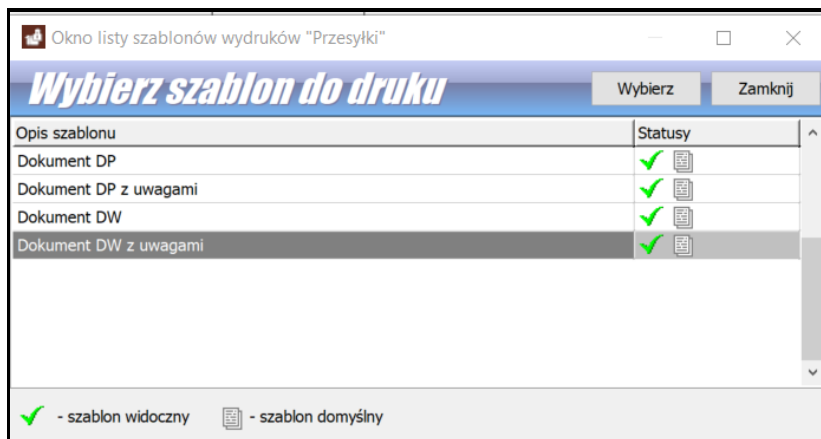 Okno listy szablonów wydruków "Przesyłki"
Wybierz szablon do druku
Wybierz
Zamknij
Opis szablonu
Statusy
Dokument DP
Dokument DP z uwagami
Dokument DW
Dokument DW z uwagami
- szablon widoczny
- szablon domyślny